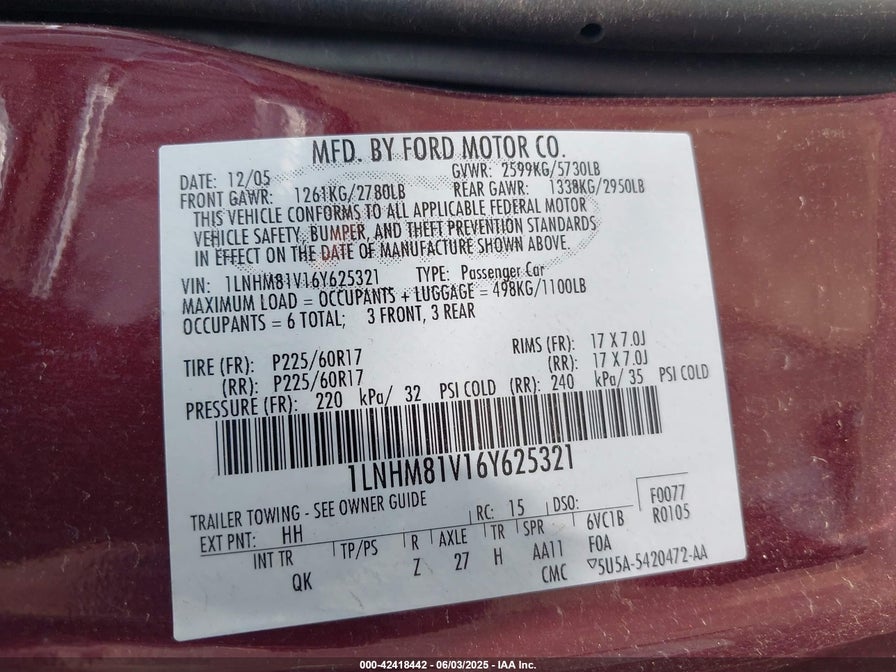 MFD. BY FORD MOTOR CO.
DATE: 12/05 GVWR: 2599KG/5730LB
FRONT GAWR: 1261KG/2780LB REAR GAWR: 1338KG/2950LB
THIS VEHICLE CONFORMS TO ALL APPLICABLE FEDERAL MOTOR
VEHICLE SAFETY, BUMPER, AND THEFT PREVENTION STANDARDS
IN EFFECT ON THE DATE OF MANUFACTURE SHOWN ABOVE.
VIN: 1LNHM81V16Y625321 TYPE: Passenger Car
MAXIMUM LOAD = OCCUPANTS + LUGGAGE = 498KG/1100LB
OCCUPANTS = 6 TOTAL; 3 FRONT, 3 REAR
TIRE (FR): P225/60R17 RIMS (FR): 17 X 7.0J
(RR): P225/60R17 (RR): 17 X 7.0J
PRESSURE (FR): 220 kPa/ 32 PSI COLD (RR): 240 kPa/ 35 PSI COLD
1LNHM81V16Y625321
TRAILER TOWING - SEE OWNER GUIDE RC: 15 DSO: F0077
EXT PNT: HH 6VC1B R0105
INT TR TP/PS R AXLE TR SPR F0A
QK Z 27 H AA11 ▽5U5A-5420472-AA
CMC
000-42418442 - 06/03/2025 - IAA Inc.